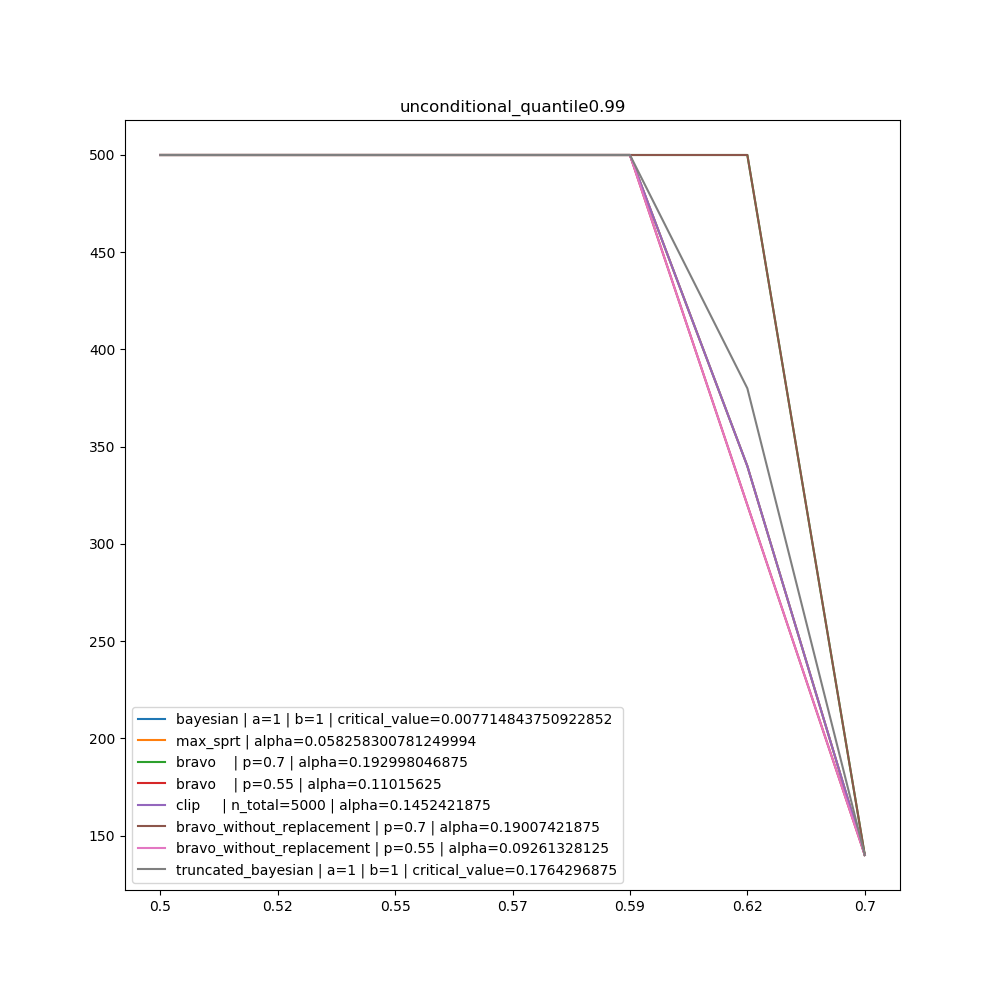 unconditional_quantile0.99
500
450
400
350
300
250
200
150
bayesian | a=1 | b=1 | critical_value=0.007714843750922852
max_sprt | alpha=0.058258300781249994
bravo    | p=0.7 | alpha=0.192998046875
bravo    | p=0.55 | alpha=0.11015625
clip     | n_total=5000 | alpha=0.1452421875
bravo_without_replacement | p=0.7 | alpha=0.19007421875
bravo_without_replacement | p=0.55 | alpha=0.09261328125
truncated_bayesian | a=1 | b=1 | critical_value=0.1764296875
0.5 0.52 0.55 0.57 0.59 0.62 0.7